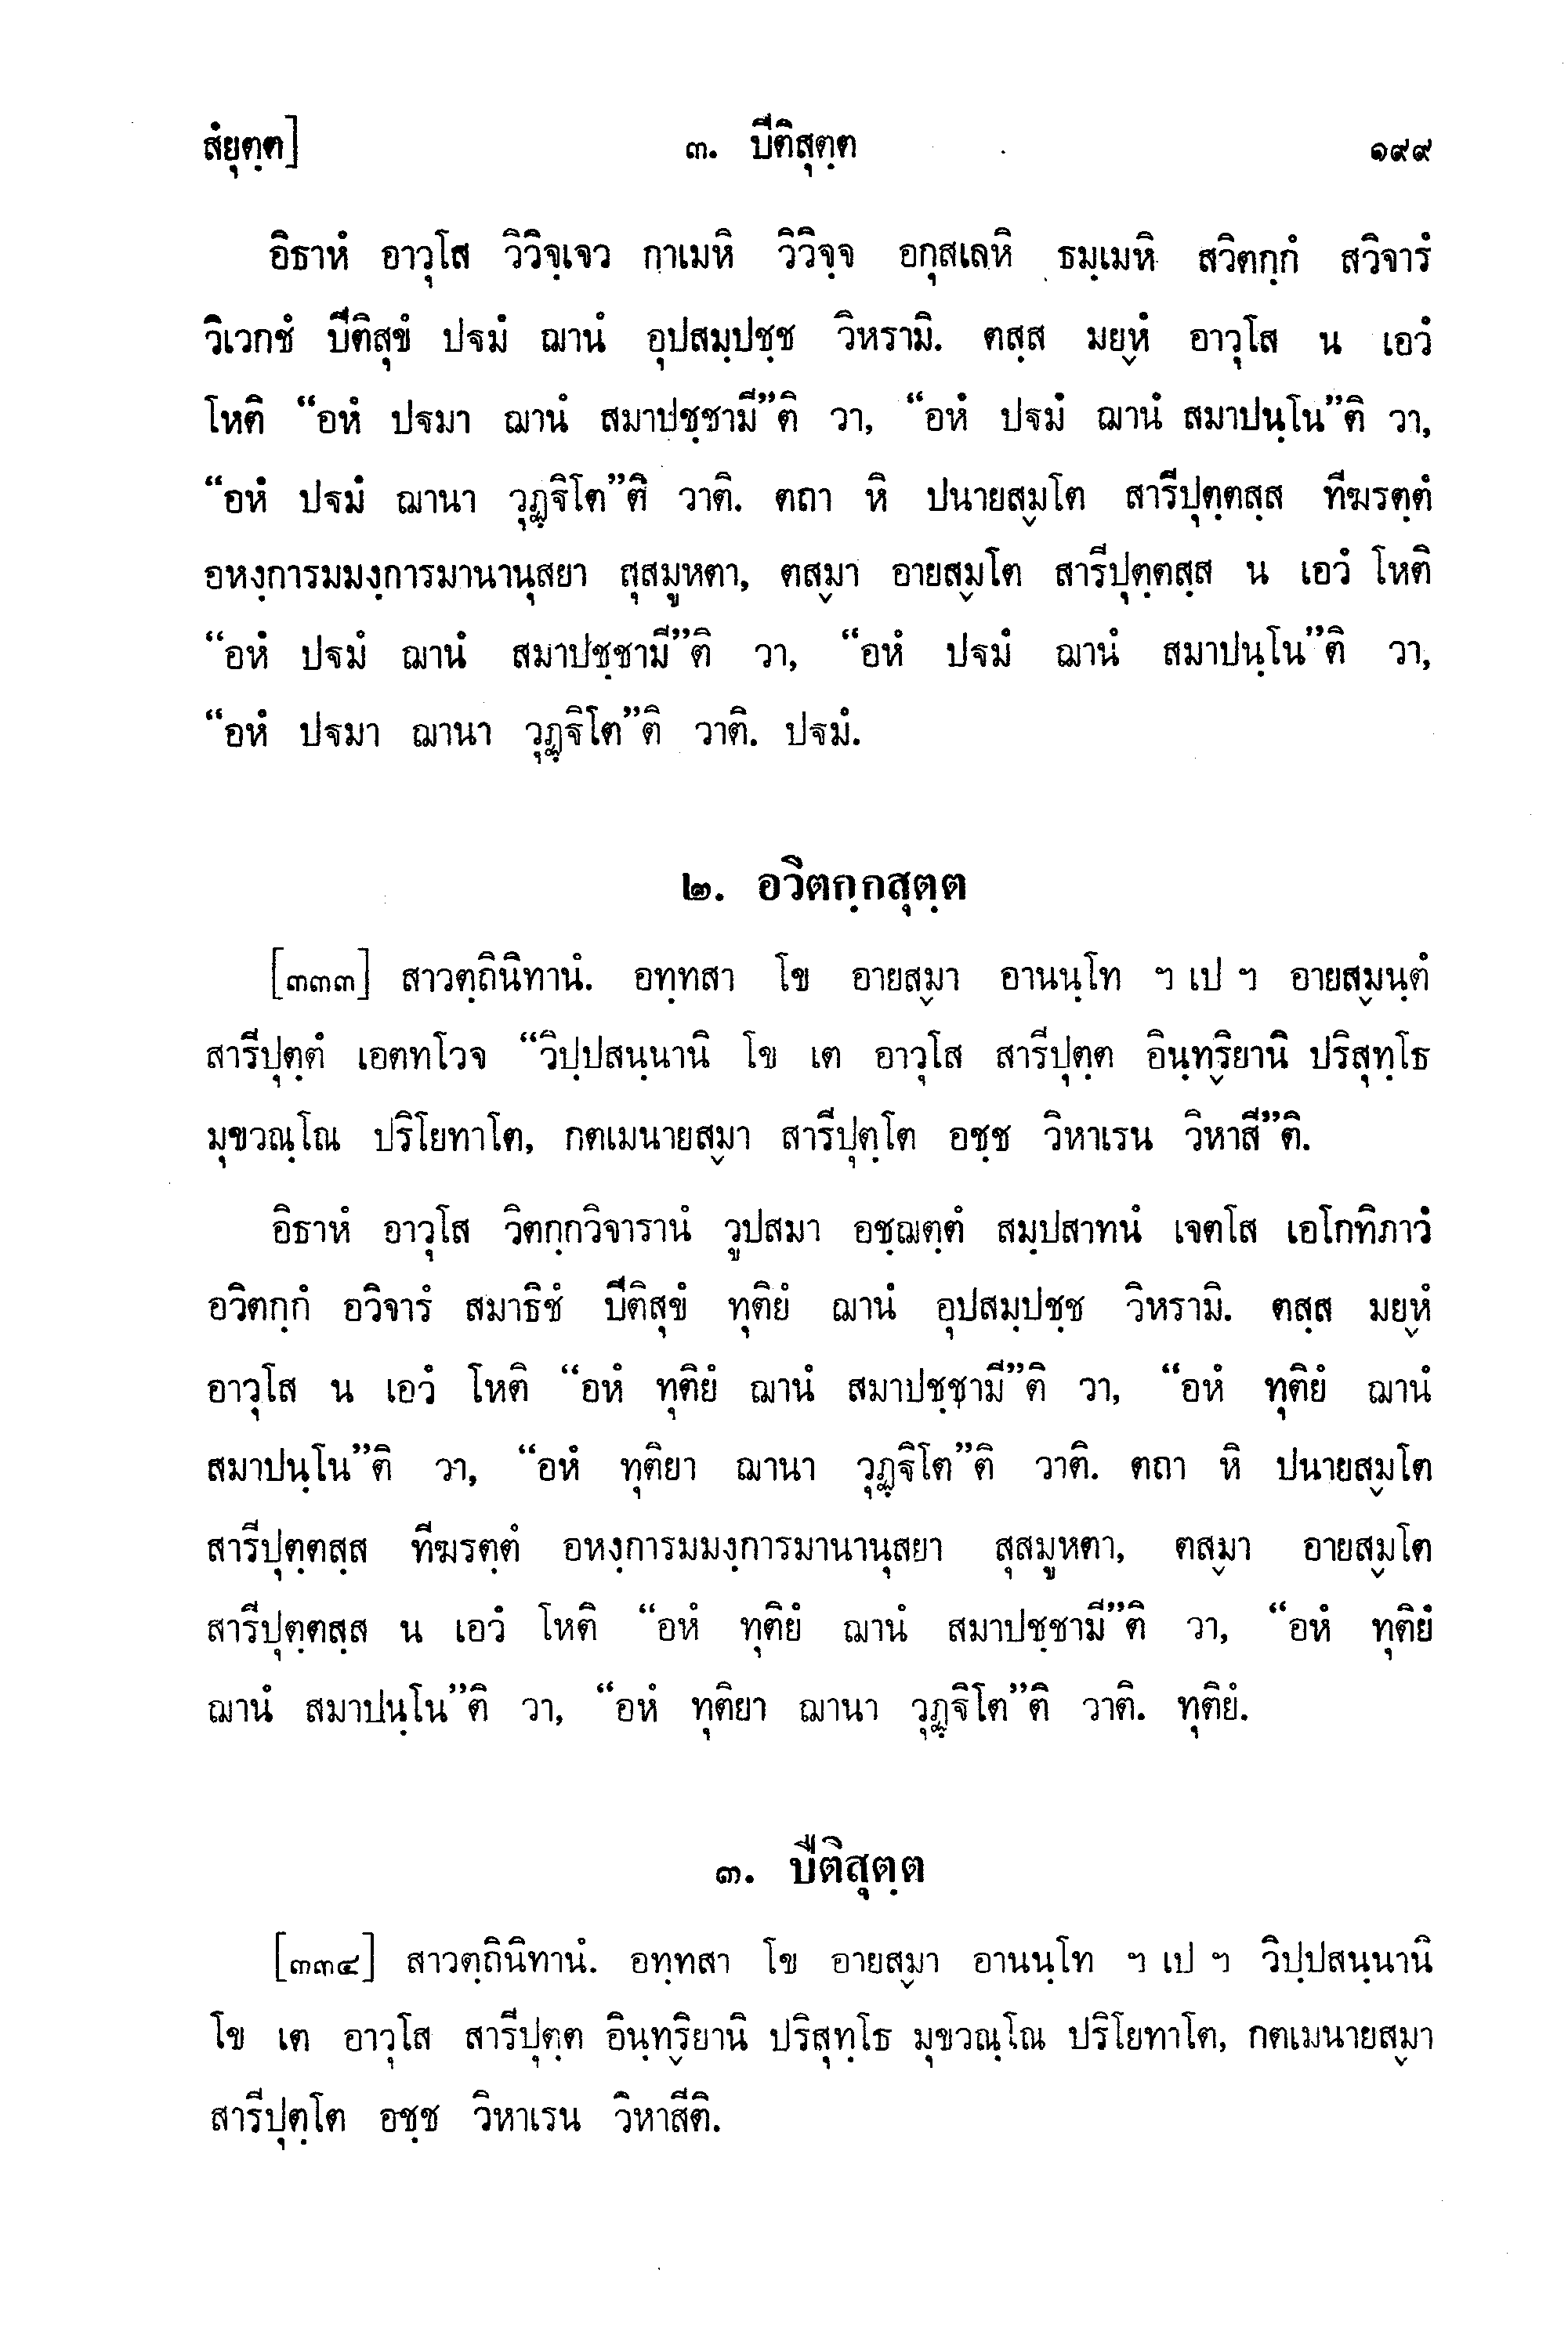 สํยุตฺต]	๓. ปีติสุตฺต	๑๙๙
อิธาหํ อาวุโส วิวิจฺเจว กาเมหิ วิวิจฺจ อกุสเลหิ ธมฺเมหิ สวิตกฺกํ สวิจารํ
วิเวกชํ ปีติสุขํ ปฐมํ ฌานํ อุปสมฺปชฺช วิหรามิ. ตสฺส มยฺหํ อาวุโส น เอวํ
โหติ “อหํ ปฐมา ฌานํ สมาปชฺชามี”ติ วา, “อหํ ปฐมํ ฌานํ สมาปนฺโน”ติ วา,
“อหํ ปฐมํ ฌานา วุฏฺฐิโต”ติ วาติ. ตถา หิ ปนายสฺมโต สารีปุตฺตสฺส ทีฆรตฺตํ
อหงฺการมมงฺการมานานุสยา สุสมูหตา, ตสฺมา อายสฺมโต สารีปุตฺตสฺส น เอวํ โหติ
“อหํ ปฐมํ ฌานํ สมาปชฺชามี”ติ วา, “อหํ ปฐมํ ฌานํ สมาปนฺโน”ติ วา,
“อหํ ปฐมา ฌานา วุฏฺฐิโต”ติ วาติ. ปฐมํ.
๒. อวิตกฺกสุตฺต
[๓๓๓] สาวตฺถินิทานํ. อทฺทสา โข อายสฺมา อานนฺโท ฯ เป ฯ อายสฺมนฺตํ
สารีปุตฺตํ เอตทโวจ “วิปฺปสนฺนานิ โข เต อาวุโส สารีปุตฺต อินฺทฺริยานิ ปริสุทฺโธ
มุขวณฺโณ ปริโยทาโต, กตเมนายสฺมา สารีปุตฺโต อชฺช วิหาเรน วิหาสี”ติ.
อิธาหํ อาวุโส วิตกฺกวิจารานํ วูปสมา อชฺฌตฺตํ สมฺปสาทนํ เจตโส เอโกทิภาวํ
อวิตกฺกํ อวิจารํ สมาธิชํ ปีติสุขํ ทุติยํ ฌานํ อุปสมฺปชฺช วิหรามิ. ตสฺส มยฺหํ
อาวุโส น เอวํ โหติ “อหํ ทุติยํ ฌานํ สมาปชฺชามี”ติ วา, “อหํ ทุติยํ ฌานํ
สมาปนฺโน”ติ วา, “อหํ ทุติยา ฌานา วุฏฺฐิโต”ติ วาติ. ตถา หิ ปนายสฺมโต
สารีปุตฺตสฺส ทีฆรตฺตํ อหงฺการมมงฺการมานานุสยา สุสมูหตา, ตสฺมา อายสฺมโต
สารีปุตฺตสฺส น เอวํ โหติ “อหํ ทุติยํ ฌานํ สมาปชฺชามี”ติ วา, “อหํ ทุติยํ
ฌานํ สมาปนฺโน”ติ วา, “อหํ ทุติยา ฌานา วุฏฺฐิโต”ติ วาติ. ทุติยํ.
๓. ปีติสุตฺต
[๓๓๔] สาวตฺถินิทานํ. อทฺทสา โข อายสฺมา อานนฺโท ฯ เป ฯ วิปฺปสนฺนานิ
โข เต อาวุโส สารีปุตฺต อินฺทฺริยานิ ปริสุทฺโธ มุขวณฺโณ ปริโยทาโต, กตเมนายสฺมา
สารีปุตฺโต อชฺช วิหาเรน วิหาสีติ.